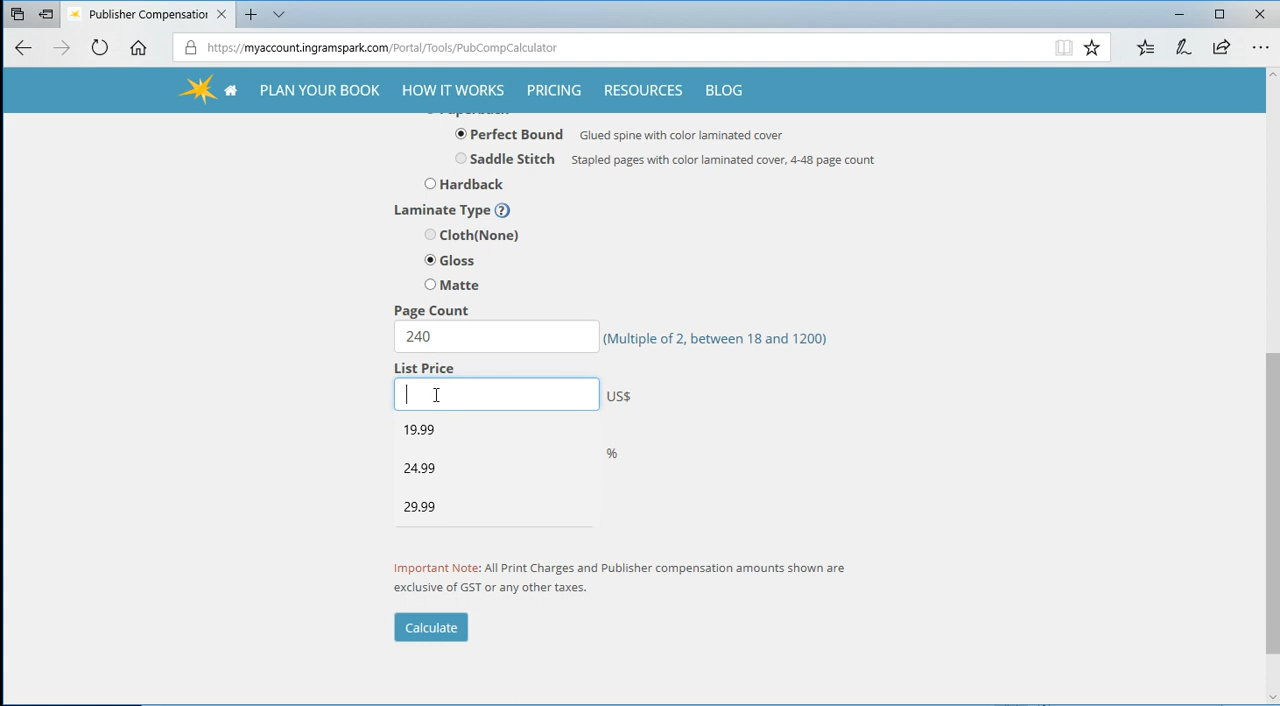 Publisher Compensation
https://myaccount.ingramspark.com/Portal/Tools/PubCompCalculator
PLAN YOUR BOOK HOW IT WORKS PRICING RESOURCES BLOG
Paperback
Perfect Bound Glued spine with color laminated cover
Saddle Stitch Stapled pages with color laminated cover, 4-48 page count
Hardback
Laminate Type ?
Cloth(None)
Gloss
Matte
Page Count
240 (Multiple of 2, between 18 and 1200)
List Price
US$
19.99
%
24.99
29.99
Important Note: All Print Charges and Publisher compensation amounts shown are
exclusive of GST or any other taxes.
Calculate